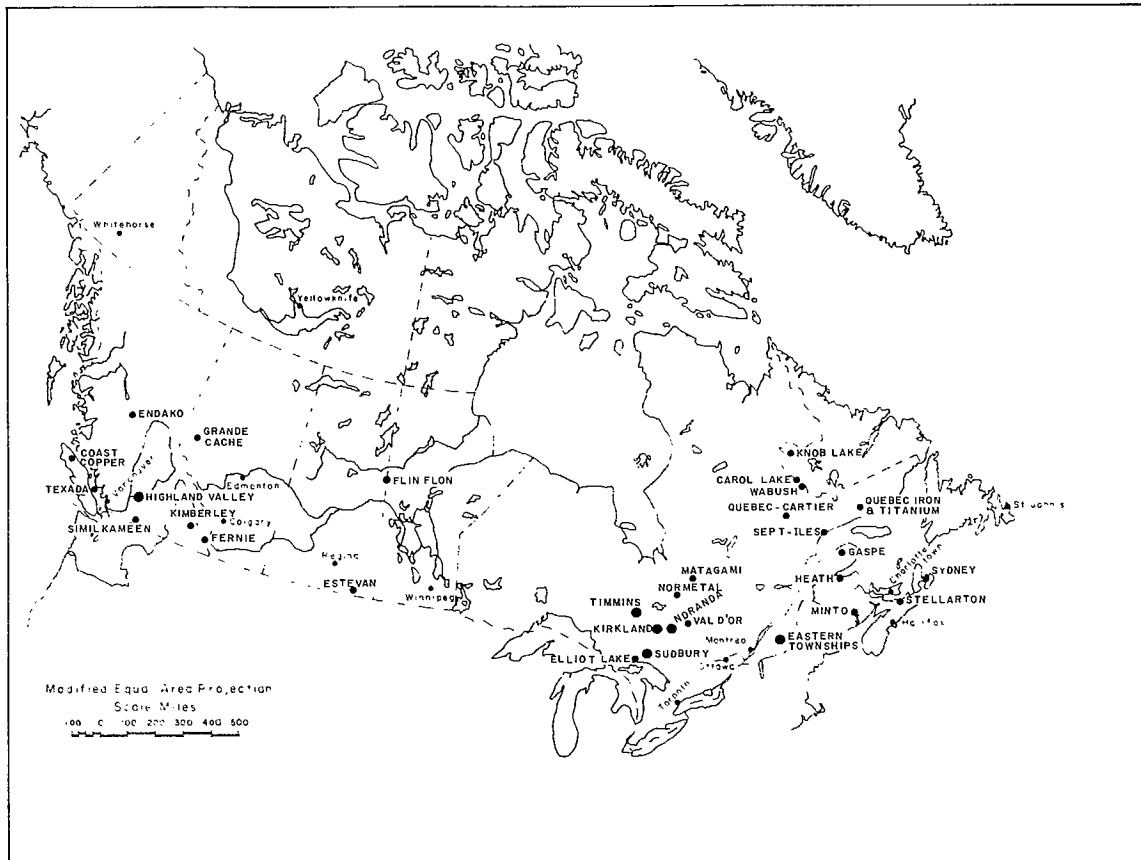 Whitehorse
Yellowknife
ENDAKO
GRANDE
CACHE
COAST
COPPER
KNOB LAKE
Edmonton
FLIN FLON
CAROL LAKE
WABUSH
TEXADA
Vancouver
HIGHLAND VALLEY
QUEBEC IRON
& TITANIUM
St John's
KIMBERLEY
Calgary
QUEBEC-CARTIER
SIMILKAMEEN
FERNIE
SEPT-ILES
GASPE
Regina
MATAGAMI
HEATH
Charlotte
town
SYDNEY
ESTEVAN
Winnipeg
NORMETAL
STELLARTON
TIMMINS
NORANDA
VAL D'OR
MINTO
KIRKLAND
Halifax
EASTERN
TOWNSHIPS
SUDBURY
ELLIOT LAKE
Ottawa
Toronto
Modified Equal Area Projection
Scale Miles
100 0 100 200 300 400 500